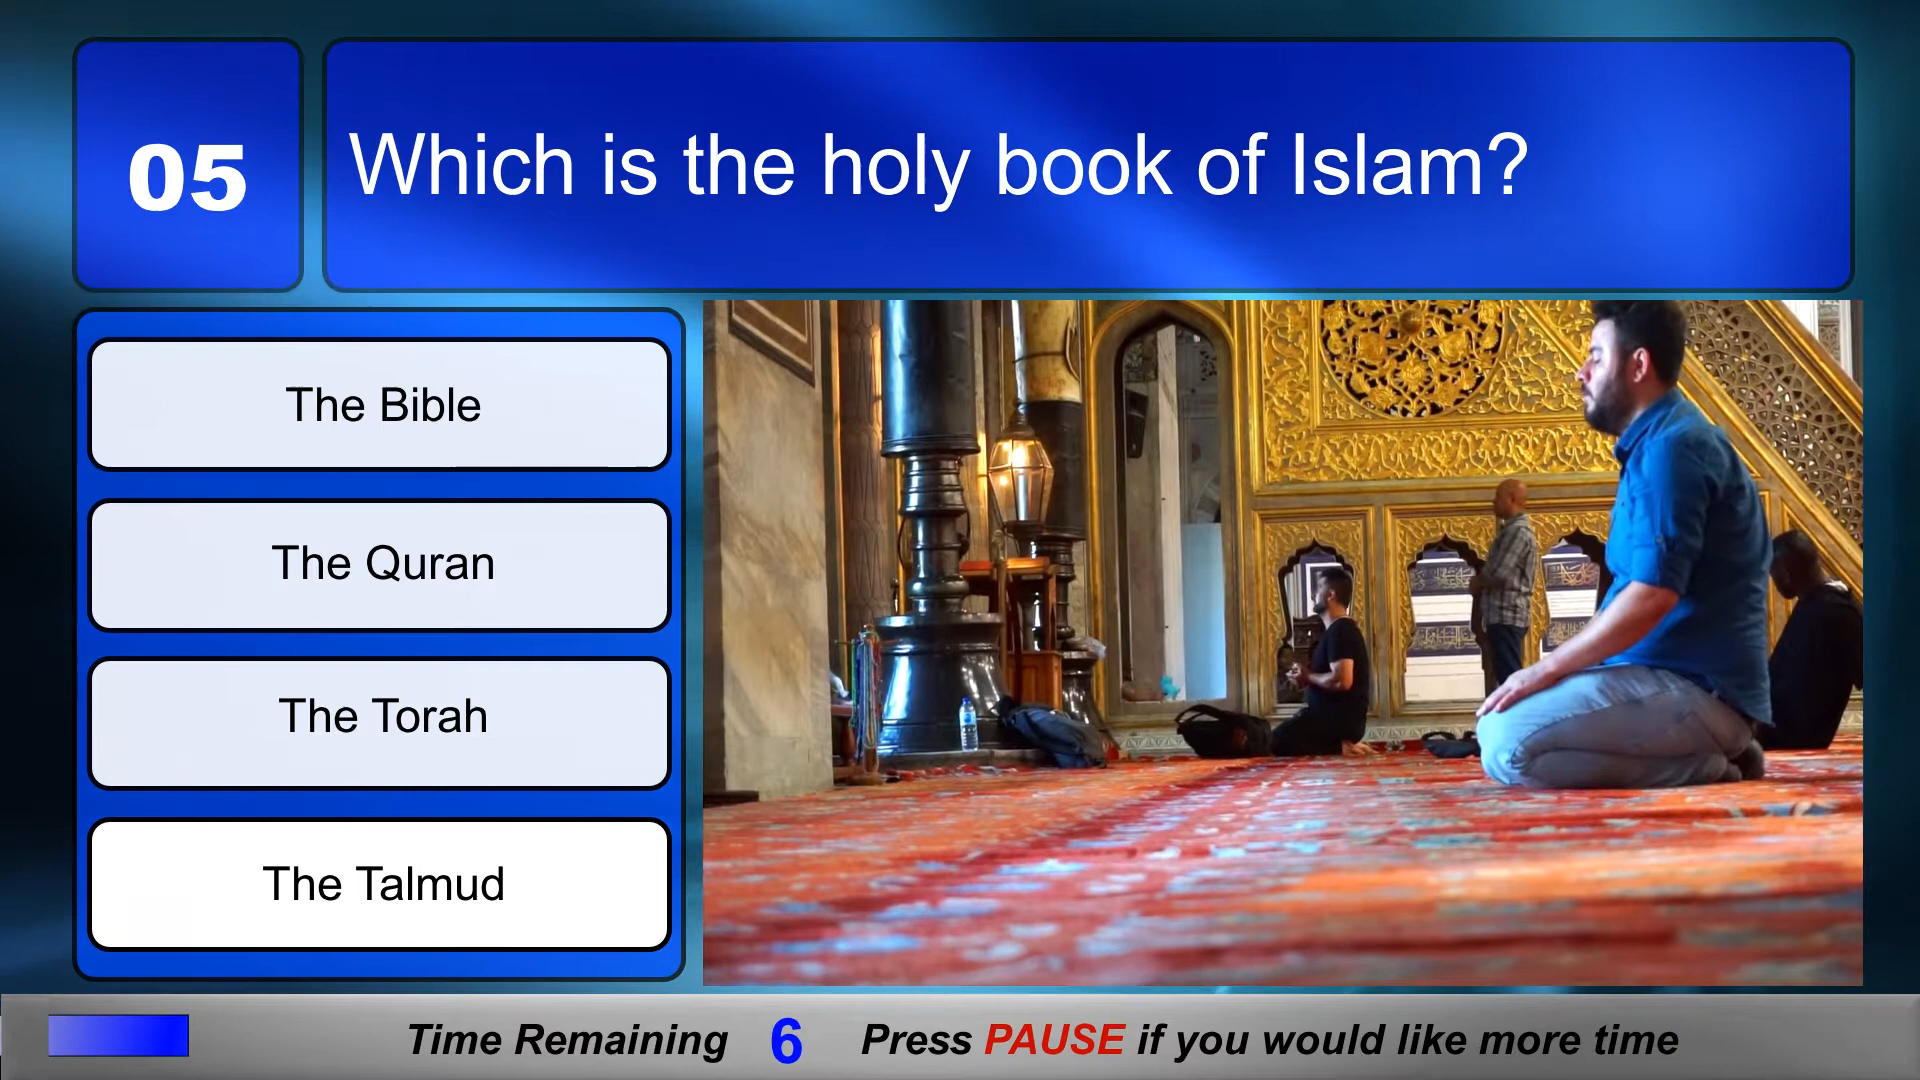 05
Which is the holy book of Islam?
The Bible
The Quran
The Torah
The Talmud
Time Remaining 6 Press PAUSE if you would like more time